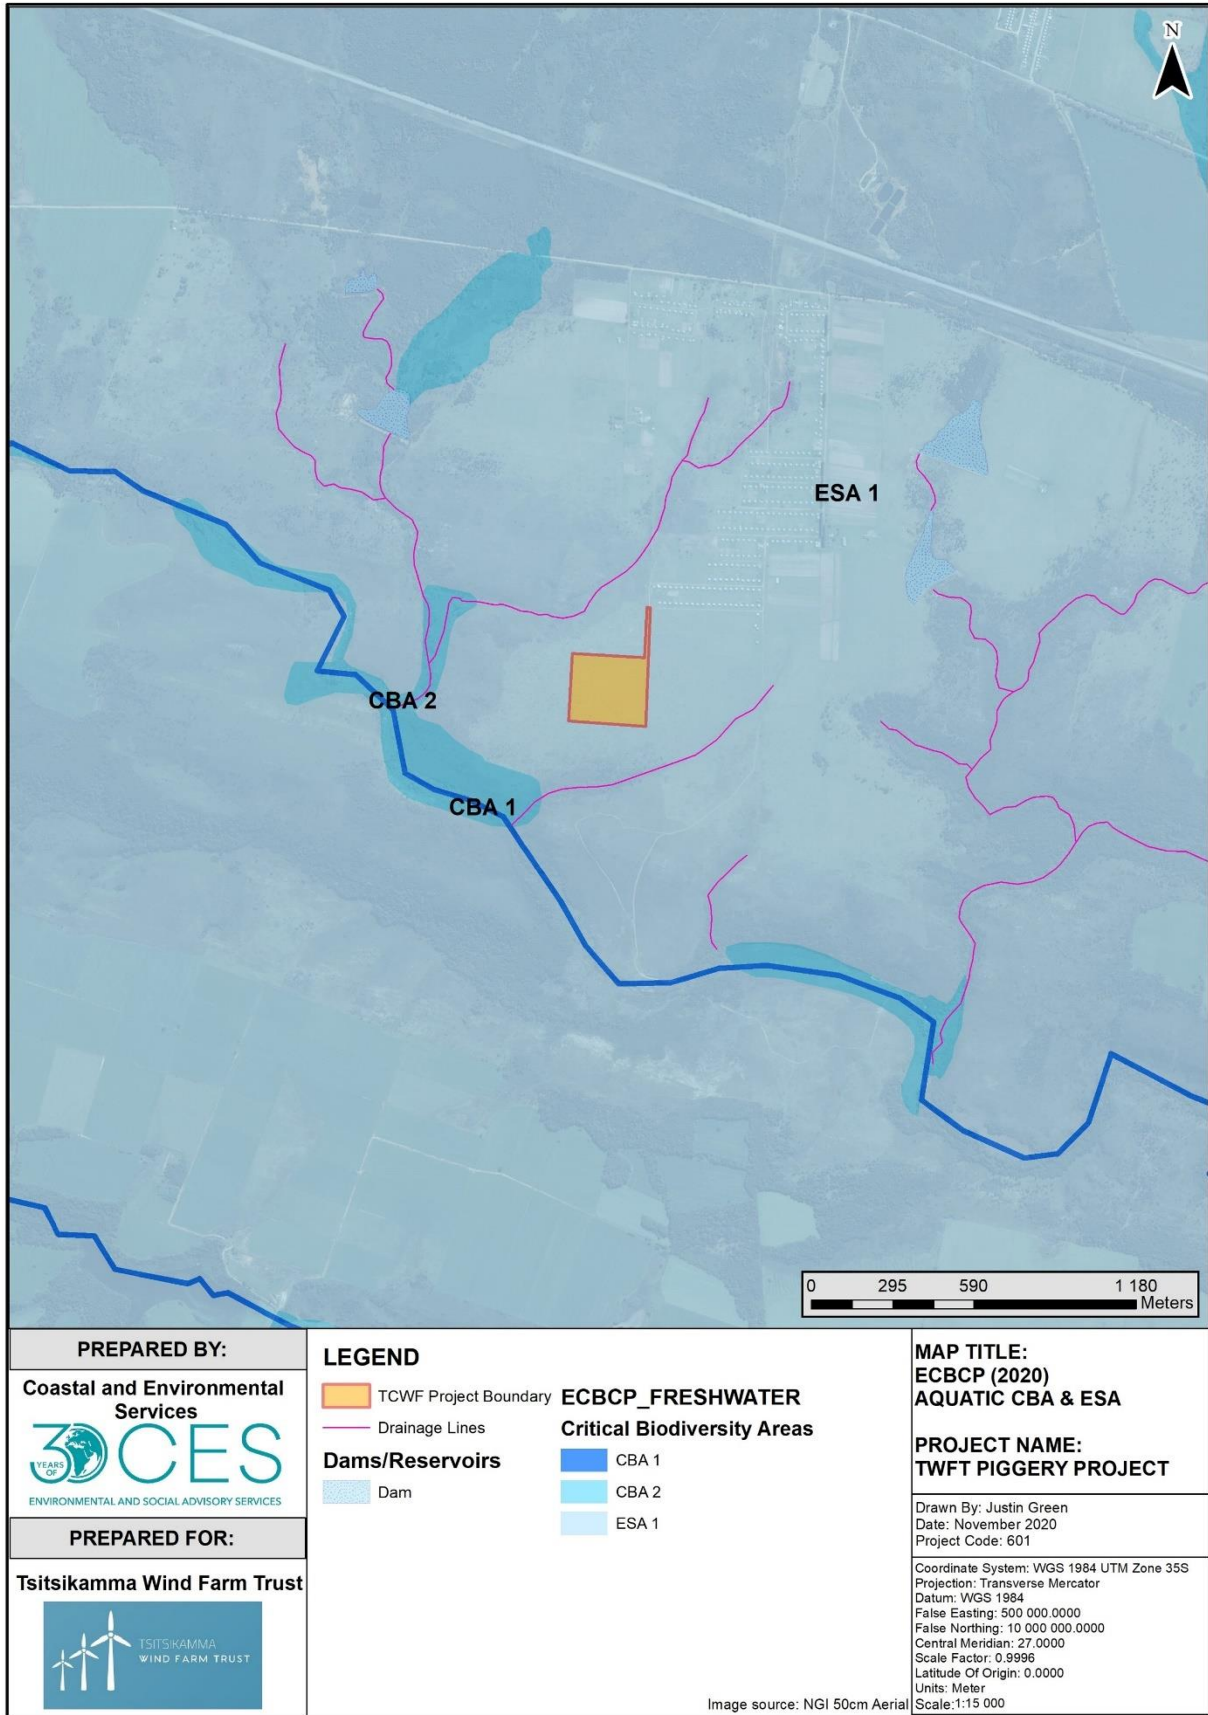 N
ESA 1
CBA 2
CBA 1
0 295 590 1 180
Meters
PREPARED BY:
Coastal and Environmental
Services
30 CES
YEARS
OF
ENVIRONMENTAL AND SOCIAL ADVISORY SERVICES
PREPARED FOR:
Tsitsikamma Wind Farm Trust
TSITSIKAMMA
WIND FARM TRUST
LEGEND
TCWF Project Boundary
Drainage Lines
Dams/Reservoirs
Dam
ECBCP_FRESHWATER
Critical Biodiversity Areas
CBA 1
CBA 2
ESA 1
Image source: NGI 50cm Aerial
MAP TITLE:
ECBCP (2020)
AQUATIC CBA & ESA
PROJECT NAME:
TWFT PIGGERY PROJECT
Drawn By: Justin Green
Date: November 2020
Project Code: 601
Coordinate System: WGS 1984 UTM Zone 35S
Projection: Transverse Mercator
Datum: WGS 1984
False Easting: 500 000.0000
False Northing: 10 000 000.0000
Central Meridian: 27.0000
Scale Factor: 0.9996
Latitude Of Origin: 0.0000
Units: Meter
Scale:1:15 000